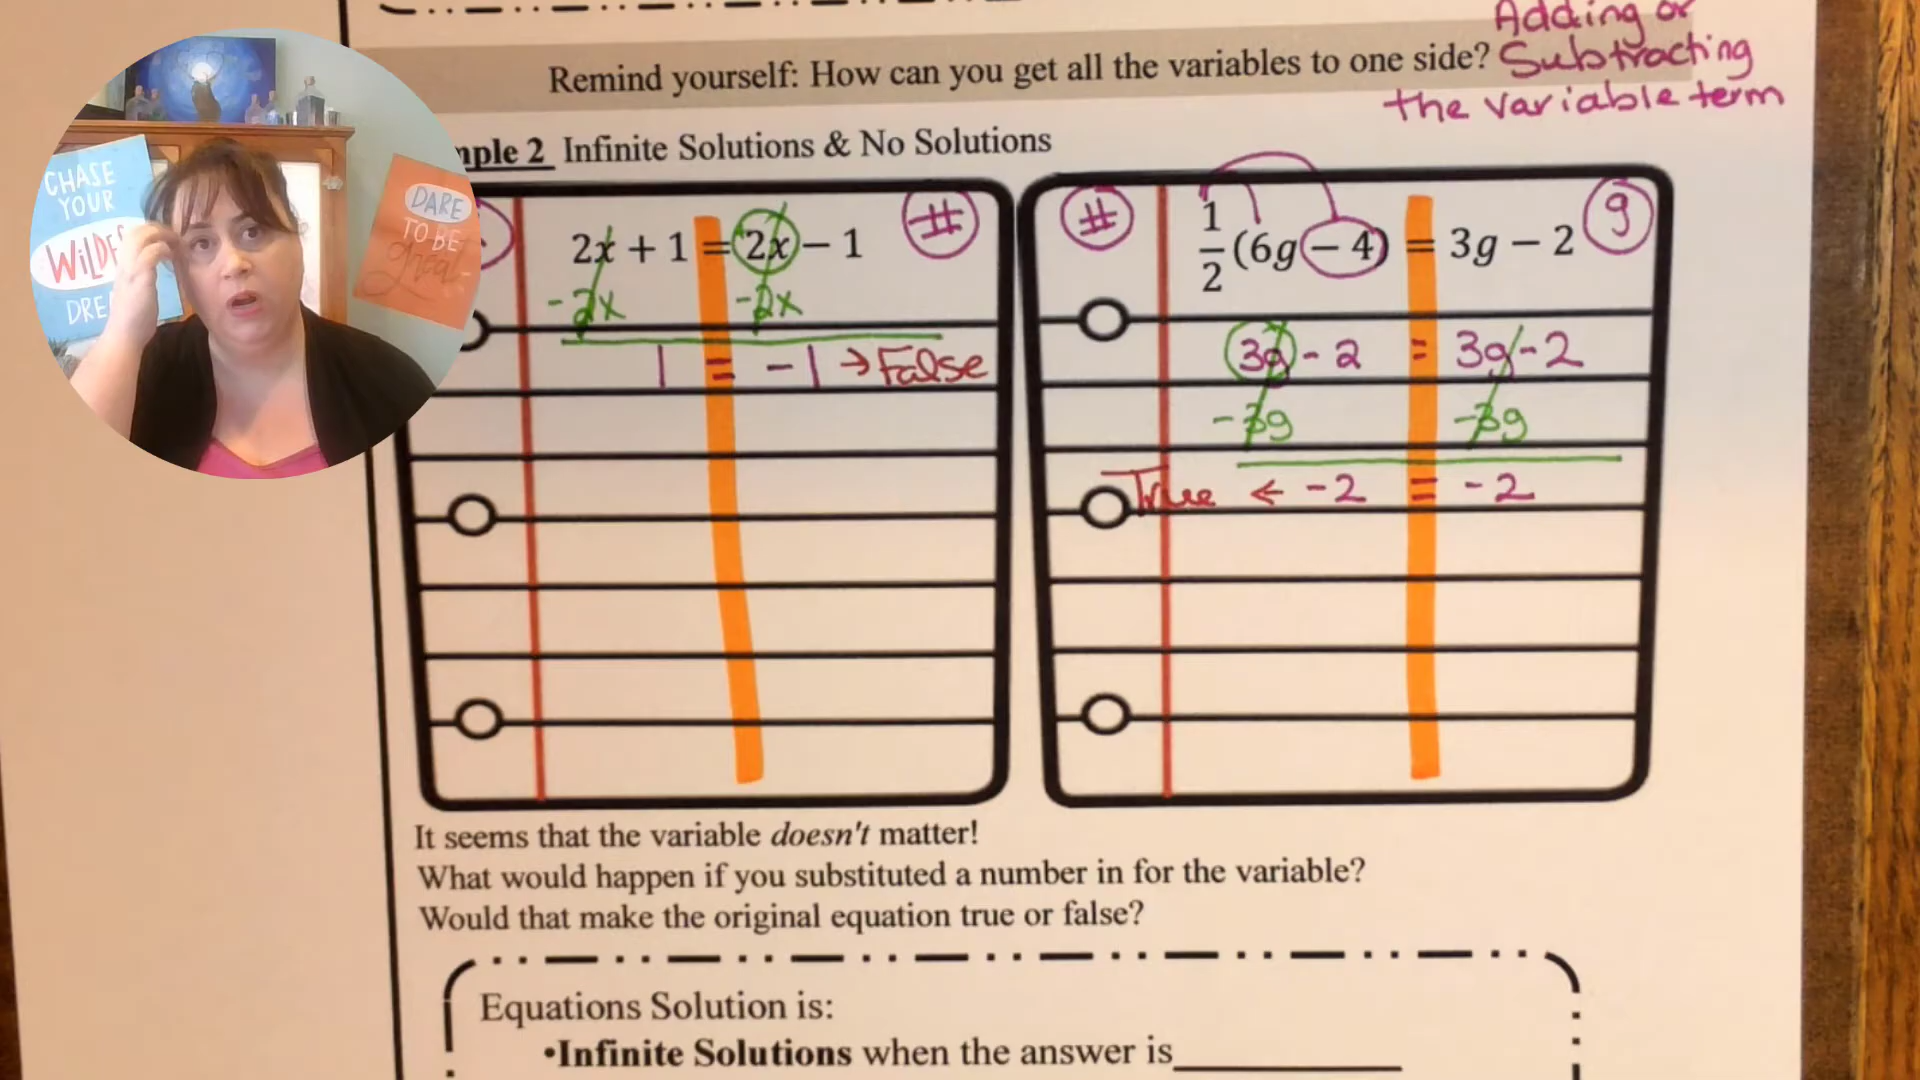 Adding or
Remind yourself: How can you get all the variables to one side? Subtracting
the variable term
CHASE
YOUR
DARE
TO BE
great
mple 2 Infinite Solutions & No Solutions
#
2x + 1 = 2x − 1
-2x -2x
1 = -1 → False
#
g
1/2(6g − 4) = 3g − 2
3g - 2 = 3g - 2
-3g -3g
True ← -2 = -2
It seems that the variable doesn't matter!
What would happen if you substituted a number in for the variable?
Would that make the original equation true or false?
Equations Solution is:
•Infinite Solutions when the answer is__________